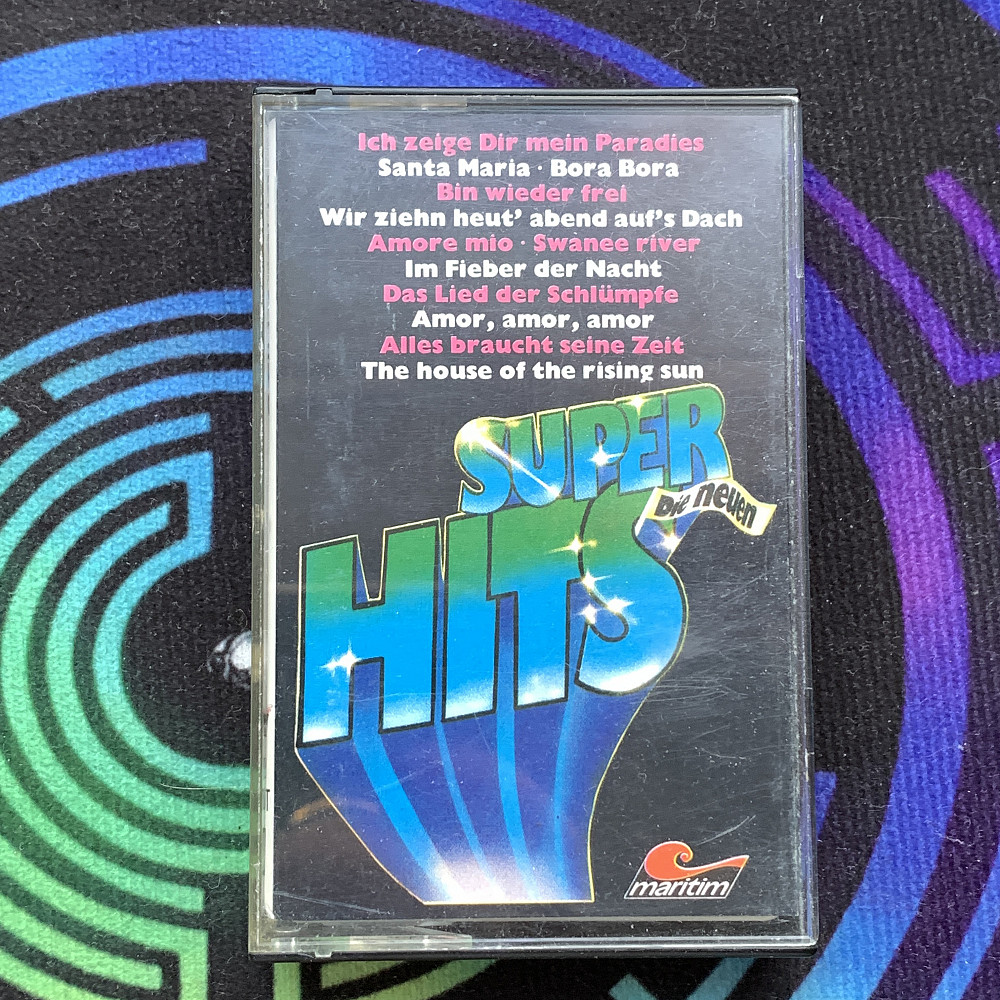 Ich zeige Dir mein Paradies
Santa Maria · Bora Bora
Bin wieder frei
Wir ziehn heut' abend auf's Dach
Amore mio · Swanee river
Im Fieber der Nacht
Das Lied der Schlümpfe
Amor, amor, amor
Alles braucht seine Zeit
The house of the rising sun
SUPER
Die neuen
HITS
maritim